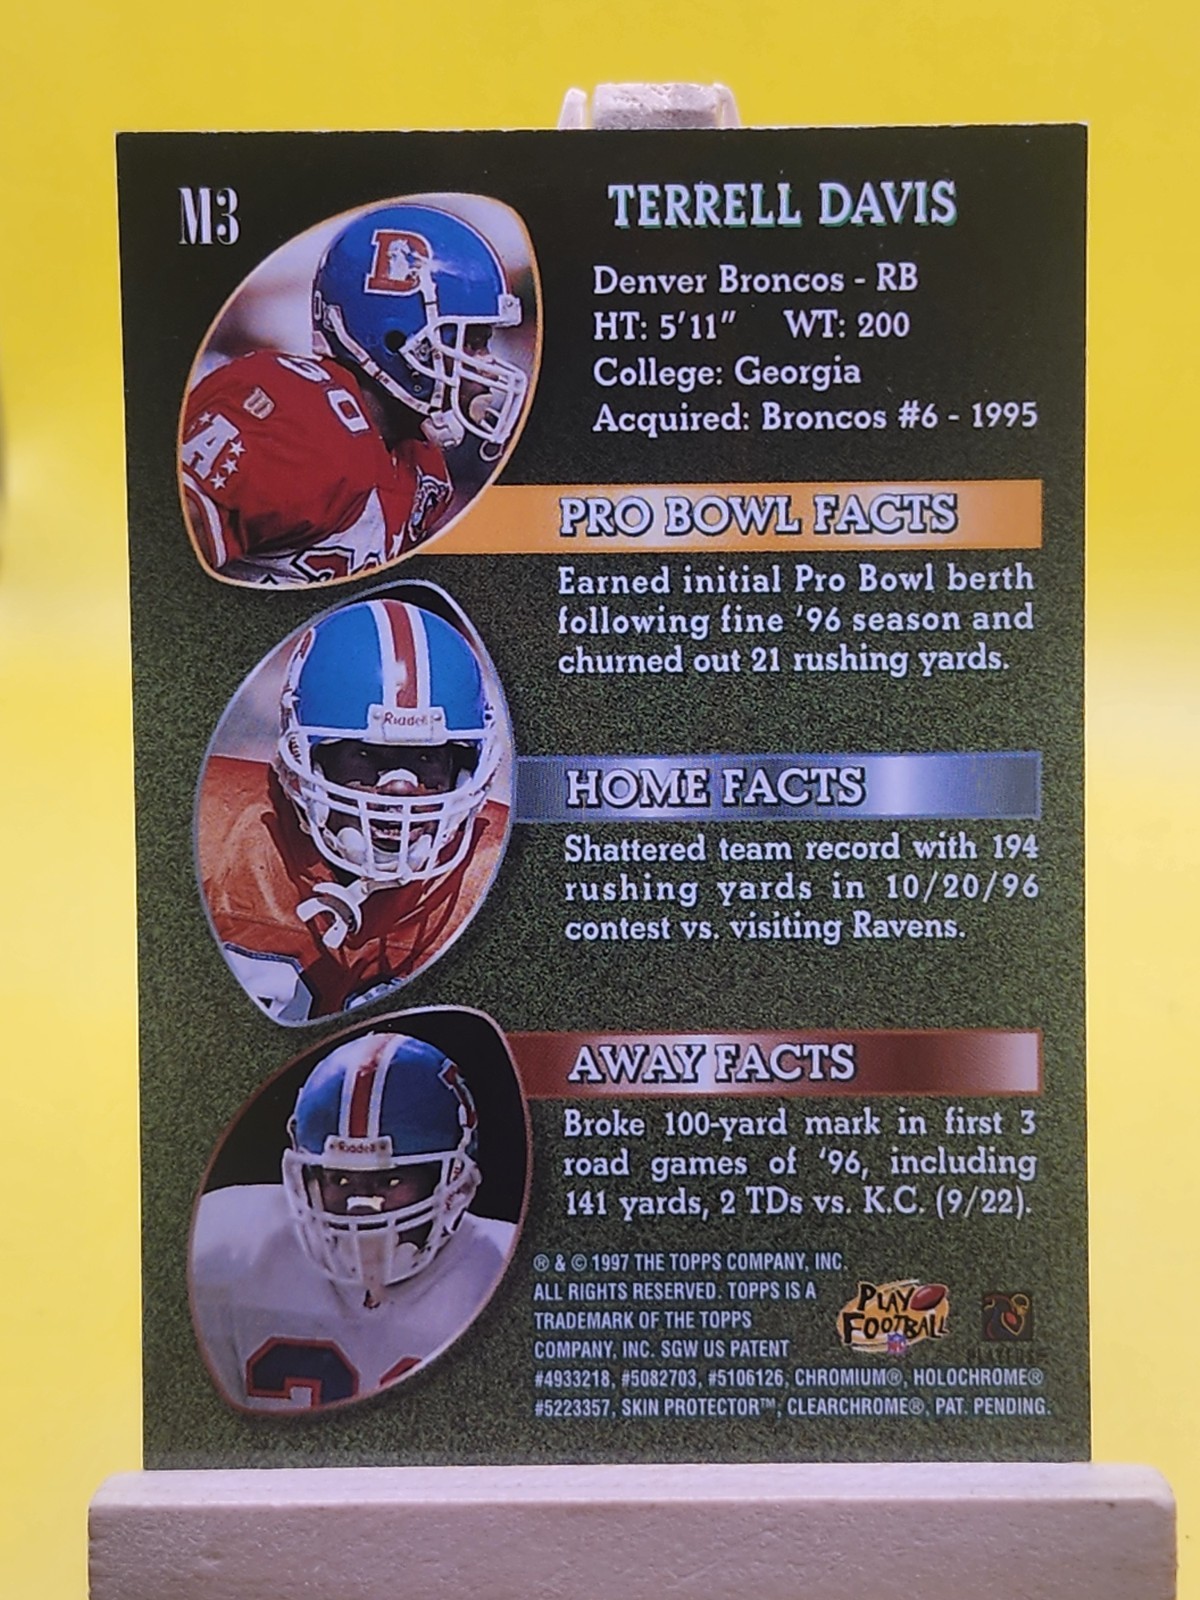 M3
TERRELL DAVIS
Denver Broncos - RB
HT: 5'11" WT: 200
College: Georgia
Acquired: Broncos #6 - 1995
PRO BOWL FACTS
Earned initial Pro Bowl berth
following fine '96 season and
churned out 21 rushing yards.
Riddell
HOME FACTS
Shattered team record with 194
rushing yards in 10/20/96
contest vs. visiting Ravens.
AWAY FACTS
Broke 100-yard mark in first 3
road games of '96, including
141 yards, 2 TDs vs. K.C. (9/22).
Riddell
® & © 1997 THE TOPPS COMPANY, INC.
ALL RIGHTS RESERVED. TOPPS IS A
TRADEMARK OF THE TOPPS
COMPANY, INC. SGW US PATENT
#4933218, #5082703, #5106126, CHROMIUM®, HOLOCHROME®
#5223357, SKIN PROTECTOR™, CLEARCHROME®, PAT. PENDING.
PLAY
FOOTBALL